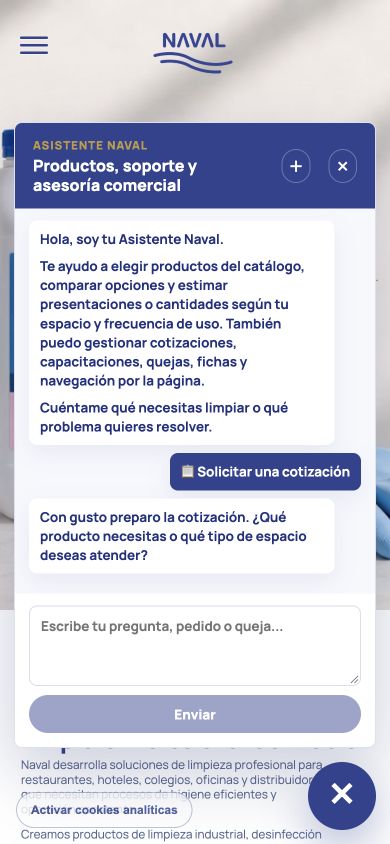 NAVAL
ASISTENTE NAVAL
Productos, soporte y
asesoría comercial
Hola, soy tu Asistente Naval.
Te ayudo a elegir productos del catálogo,
comparar opciones y estimar
presentaciones o cantidades según tu
espacio y frecuencia de uso. También
puedo gestionar cotizaciones,
capacitaciones, quejas, fichas y
navegación por la página.
Cuéntame qué necesitas limpiar o qué
problema quieres resolver.
📋 Solicitar una cotización
Con gusto preparo la cotización. ¿Qué
producto necesitas o qué tipo de espacio
deseas atender?
Escribe tu pregunta, pedido o queja...
Enviar
Naval desarrolla soluciones de limpieza profesional para
restaurantes, hoteles, colegios, oficinas y distribuidor
que necesitan procesos de higiene eficientes y
Activar cookies analíticas
Creamos productos de limpieza industrial, desinfección